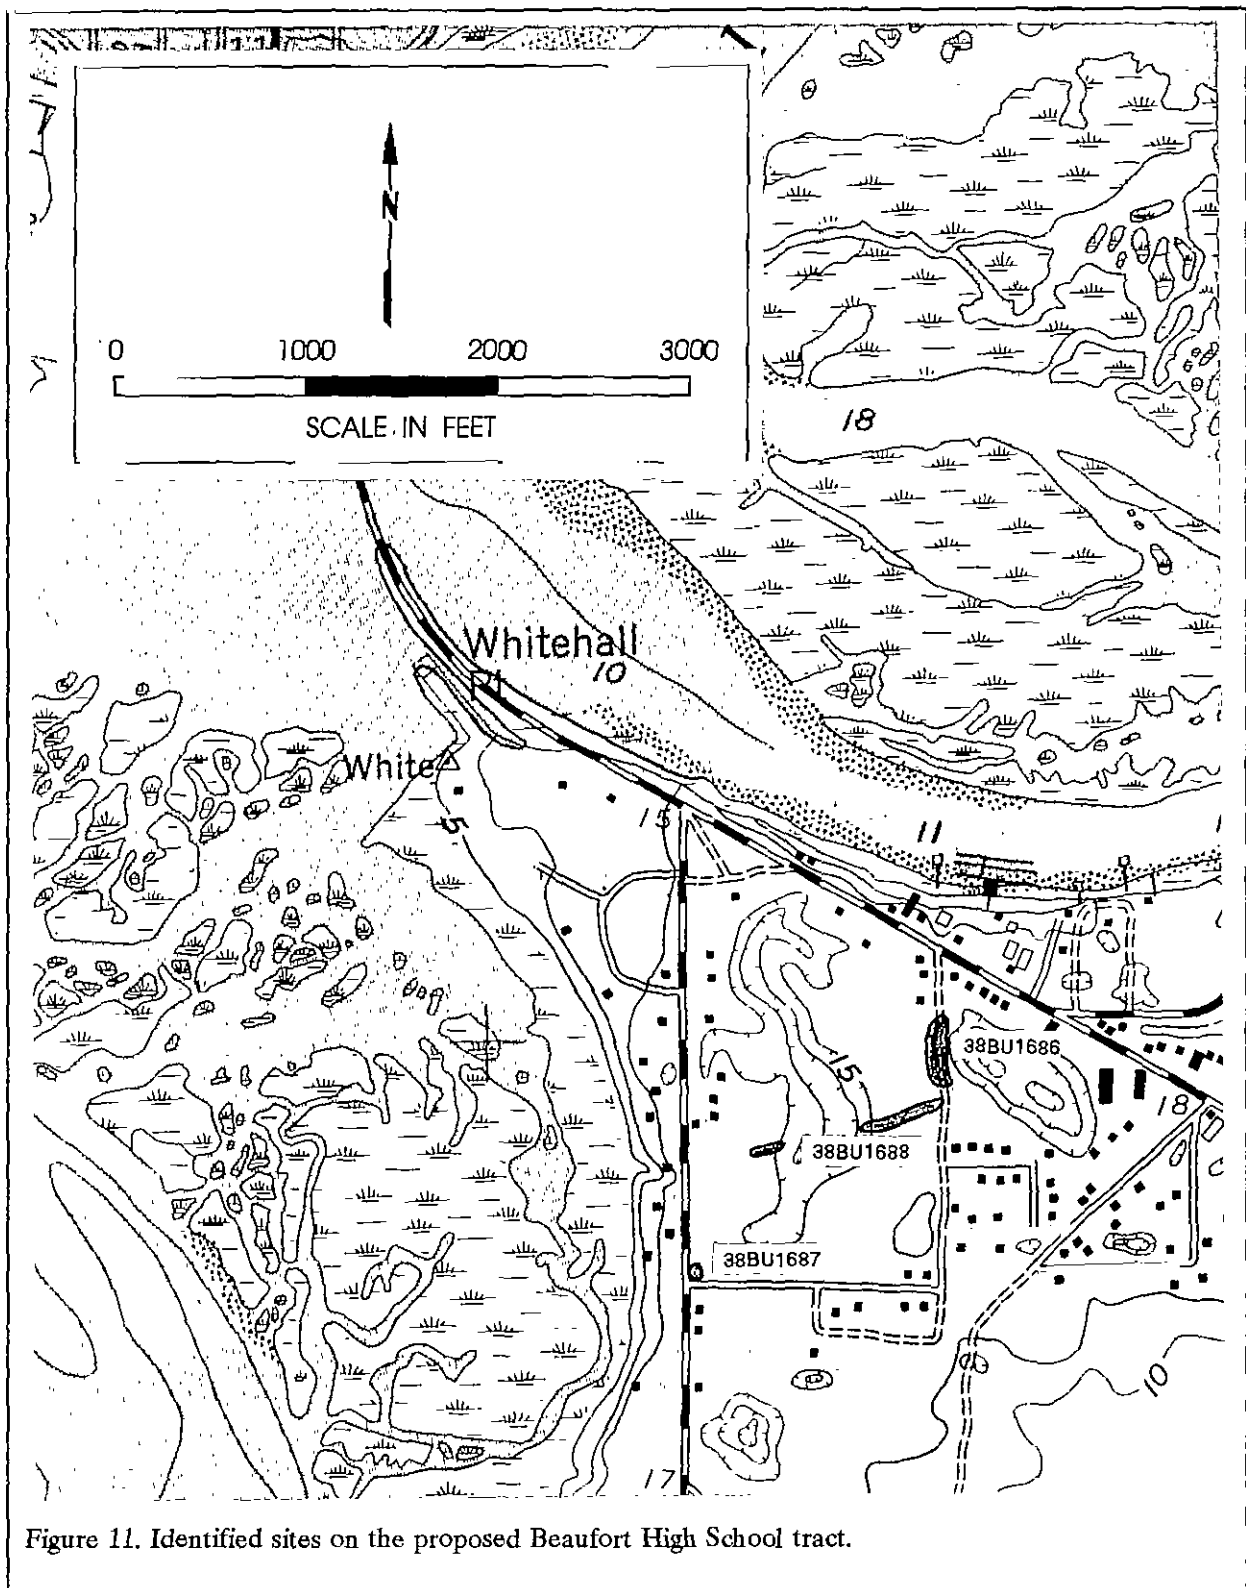 N
0 1000 2000 3000
SCALE IN FEET
18
Whitehall
Pt
10
White
5
15
11
38BU1686
15
18
38BU1688
38BU1687
10
17
Figure 11. Identified sites on the proposed Beaufort High School tract.